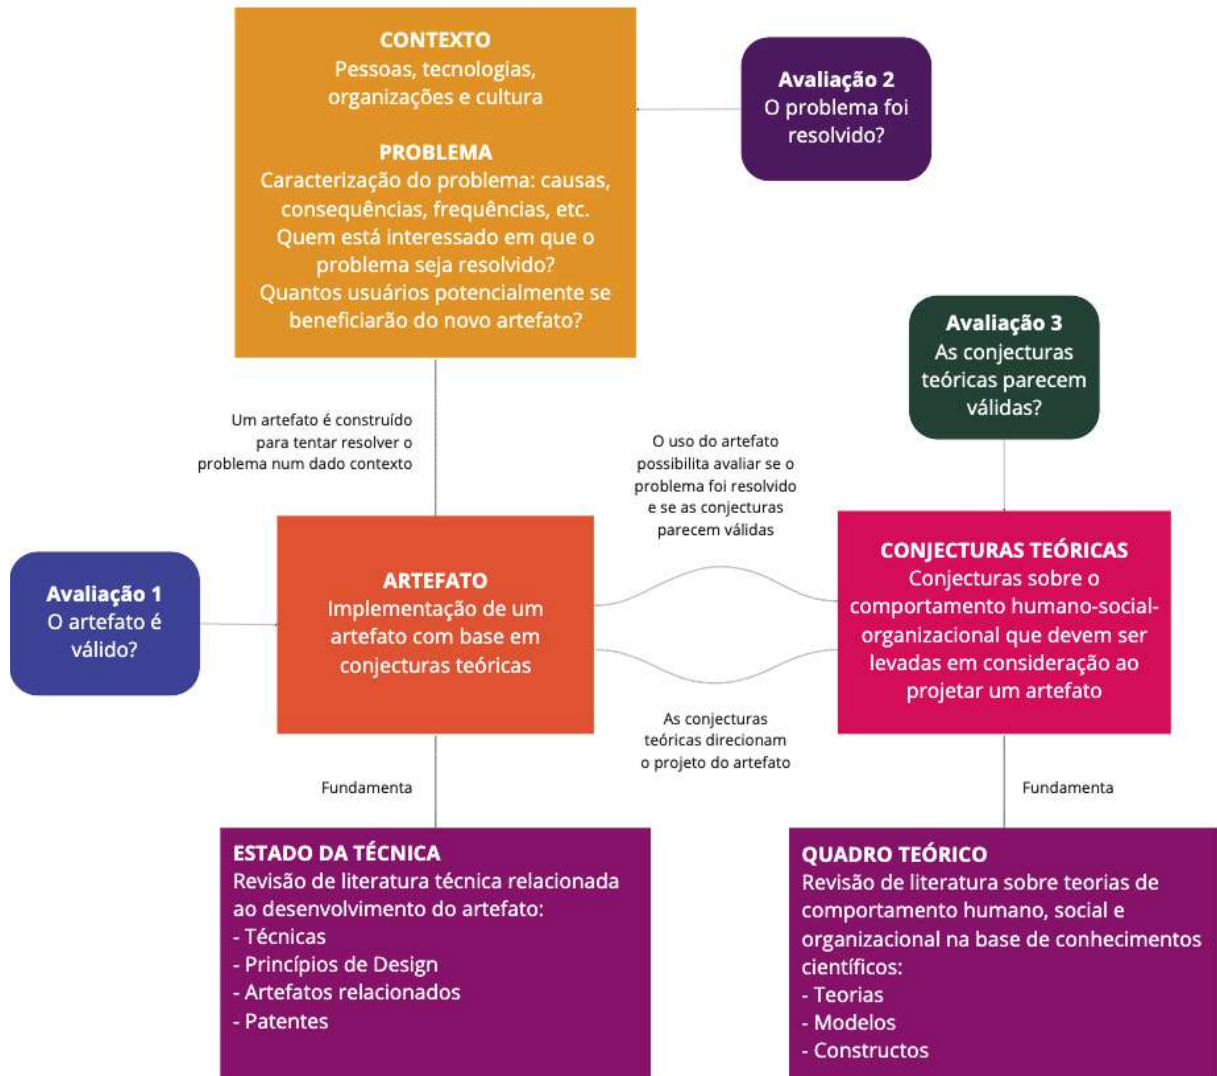 CONTEXTO
Pessoas, tecnologias,
organizações e cultura
PROBLEMA
Caracterização do problema: causas,
consequências, frequências, etc.
Quem está interessado em que o
problema seja resolvido?
Quantos usuários potencialmente se
beneficiarão do novo artefato?
Avaliação 2
O problema foi
resolvido?
Avaliação 3
As conjecturas
teóricas parecem
válidas?
Um artefato é construído
para tentar resolver o
problema num dado contexto
O uso do artefato
possibilita avaliar se o
problema foi resolvido
e se as conjecturas
parecem válidas
Avaliação 1
O artefato é
válido?
ARTEFATO
Implementação de um
artefato com base em
conjecturas teóricas
CONJECTURAS TEÓRICAS
Conjecturas sobre o
comportamento humano-social-
organizacional que devem ser
levadas em consideração ao
projetar um artefato
As conjecturas
teóricas direcionam
o projeto do artefato
Fundamenta
Fundamenta
ESTADO DA TÉCNICA
Revisão de literatura técnica relacionada
ao desenvolvimento do artefato:
- Técnicas
- Princípios de Design
- Artefatos relacionados
- Patentes
QUADRO TEÓRICO
Revisão de literatura sobre teorias de
comportamento humano, social e
organizacional na base de conhecimentos
científicos:
- Teorias
- Modelos
- Constructos